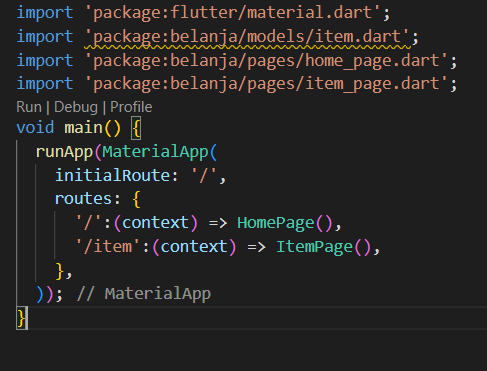 import 'package:flutter/material.dart';
import 'package:belanja/models/item.dart';
import 'package:belanja/pages/home_page.dart';
import 'package:belanja/pages/item_page.dart';
Run | Debug | Profile
void main() {
  runApp(MaterialApp(
    initialRoute: '/',
    routes: {
      '/':(context) => HomePage(),
      '/item':(context) => ItemPage(),
    },
  )); // MaterialApp
}